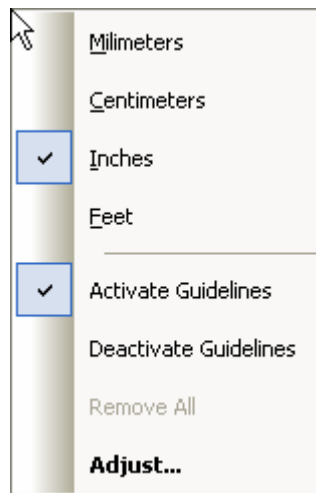 Milimeters
Centimeters
Inches
Feet
Activate Guidelines
Deactivate Guidelines
Remove All
Adjust...